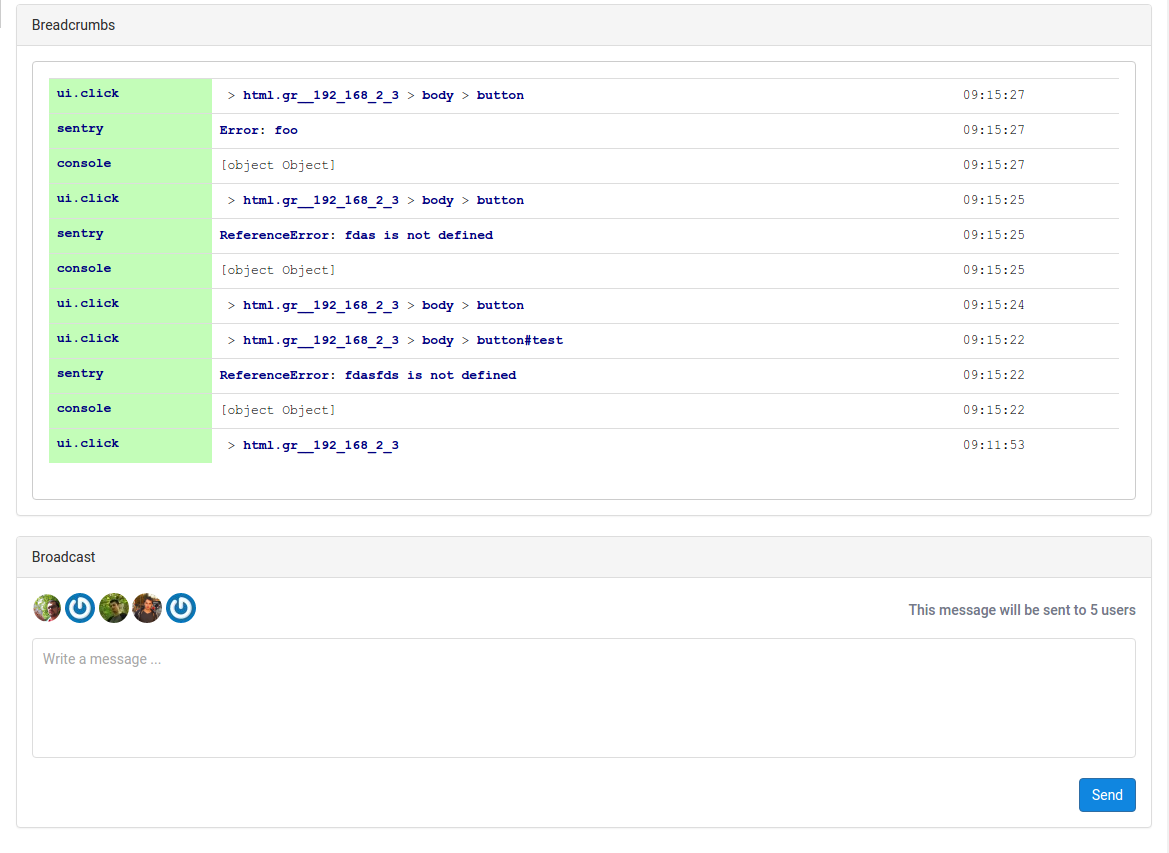 Breadcrumbs
ui.click > html.gr__192_168_2_3 > body > button 09:15:27
sentry Error: foo 09:15:27
console [object Object] 09:15:27
ui.click > html.gr__192_168_2_3 > body > button 09:15:25
sentry ReferenceError: fdas is not defined 09:15:25
console [object Object] 09:15:25
ui.click > html.gr__192_168_2_3 > body > button 09:15:24
ui.click > html.gr__192_168_2_3 > body > button#test 09:15:22
sentry ReferenceError: fdasfds is not defined 09:15:22
console [object Object] 09:15:22
ui.click > html.gr__192_168_2_3 09:11:53
Broadcast
This message will be sent to 5 users
Write a message ...
Send